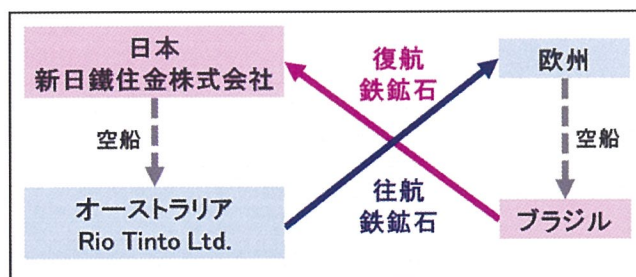 日本
新日鐵住金株式会社
復航
鉄鉱石
欧州
空船
空船
オーストラリア
Rio Tinto Ltd.
往航
鉄鉱石
ブラジル